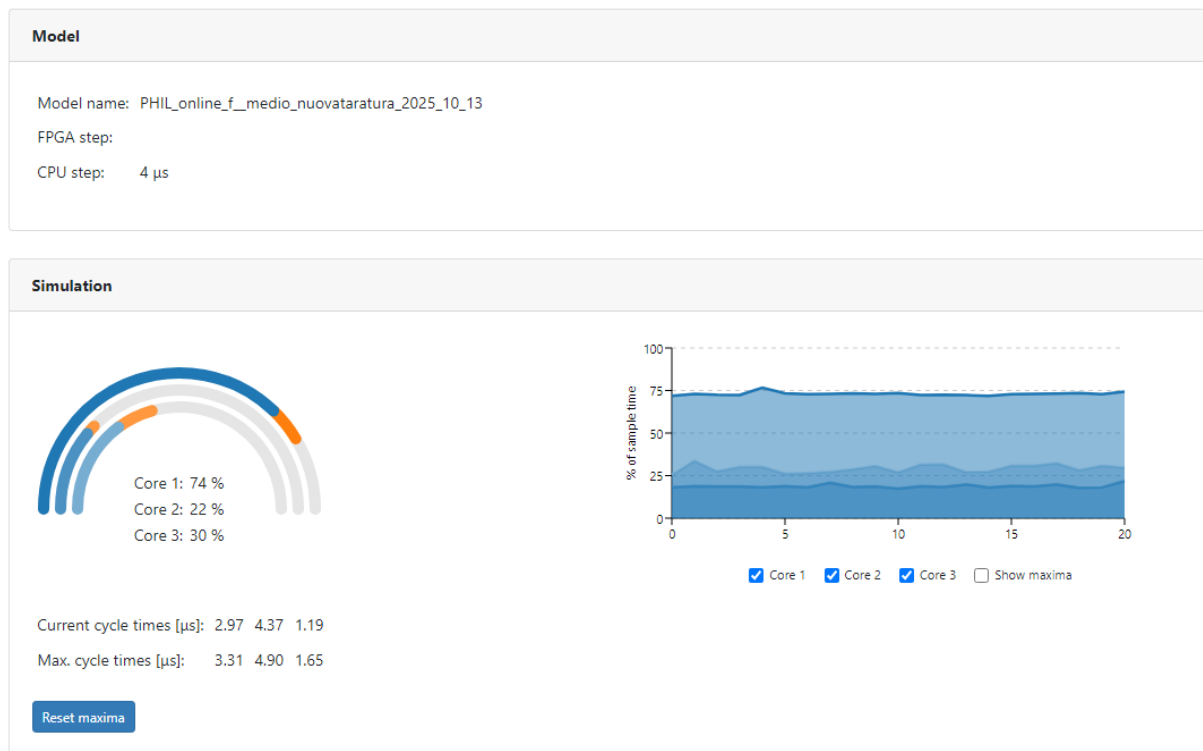 Model
Model name: PHIL_online_f__medio_nuovataratura_2025_10_13
FPGA step:
CPU step: 4 µs
Simulation
Core 1: 74 %
Core 2: 22 %
Core 3: 30 %
Current cycle times [µs]: 2.97 4.37 1.19
Max. cycle times [µs]: 3.31 4.90 1.65
Reset maxima
% of sample time
100
75
50
25
0
0 5 10 15 20
Core 1 Core 2 Core 3 Show maxima